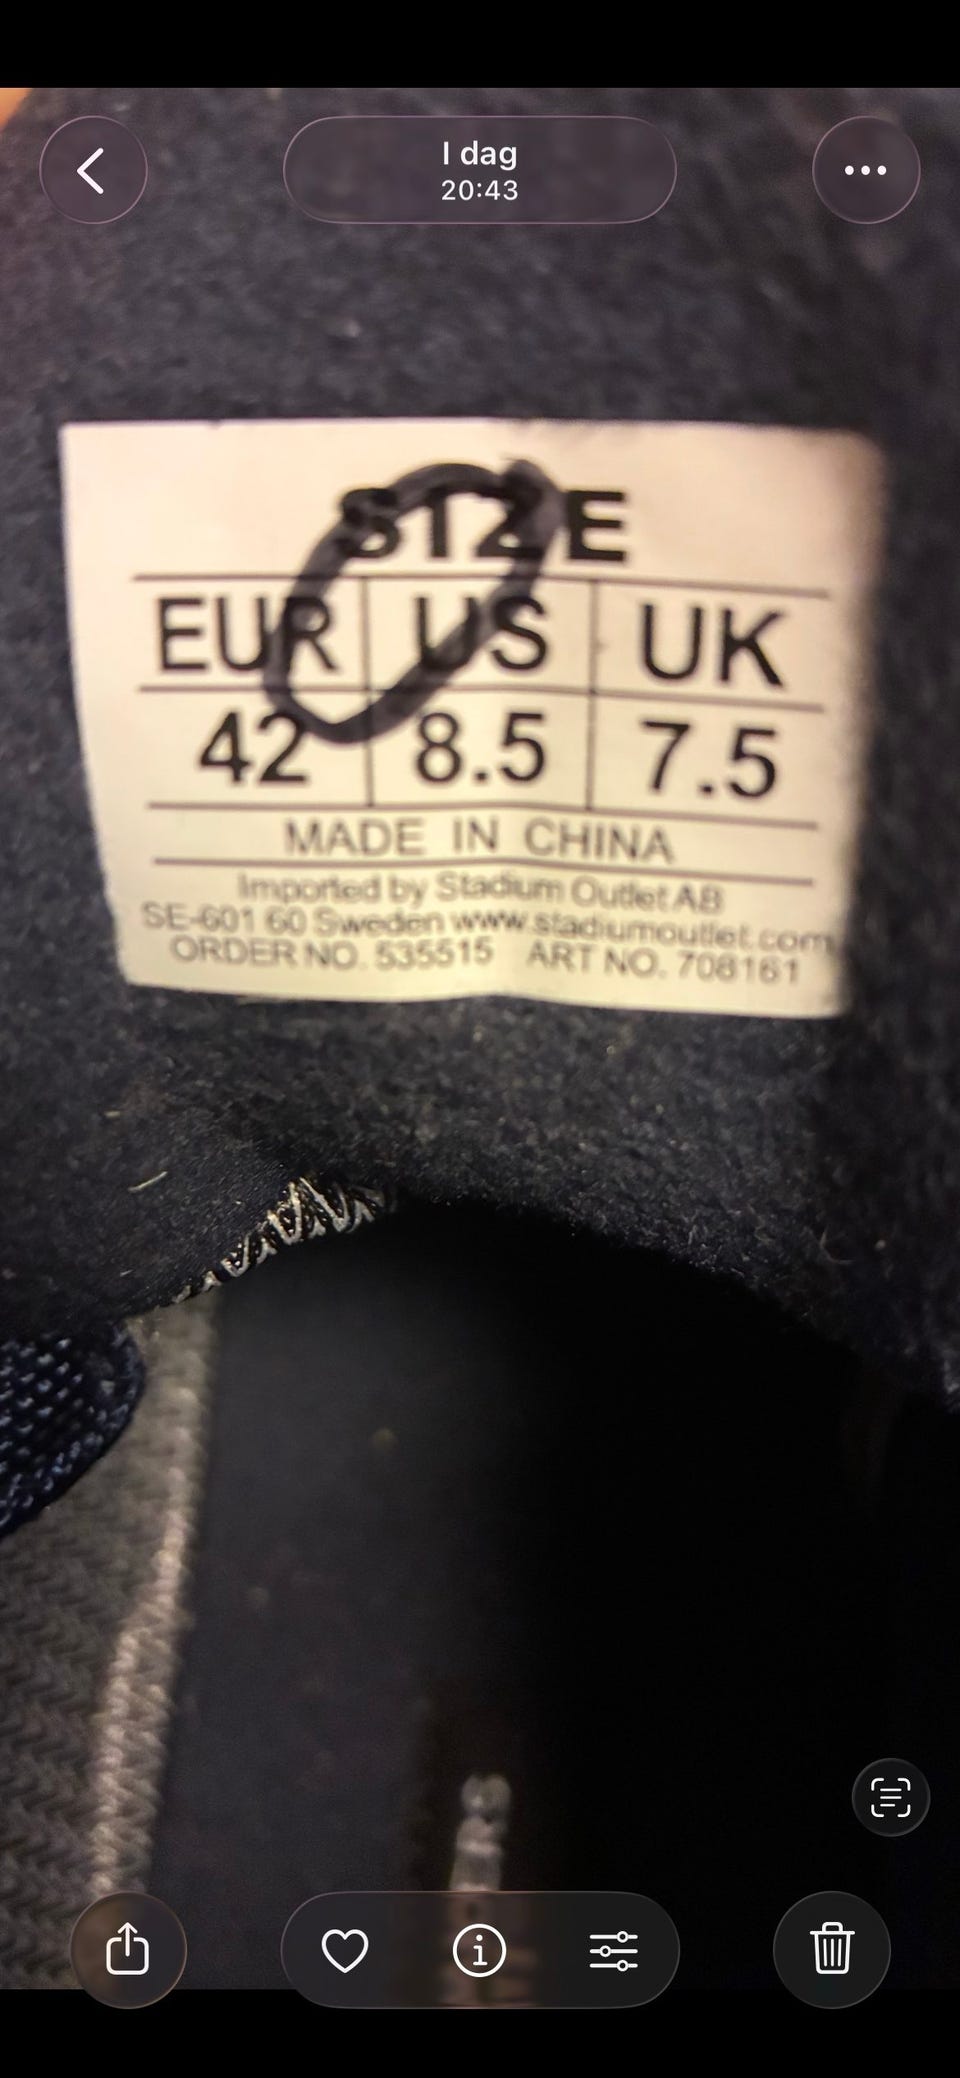 I dag
20:43
SIZE
EUR US UK
42 8.5 7.5
MADE IN CHINA
Imported by Stadium Outlet AB
SE-601 60 Sweden www.stadiumoutlet.com
ORDER NO. 535515 ART NO. 708161